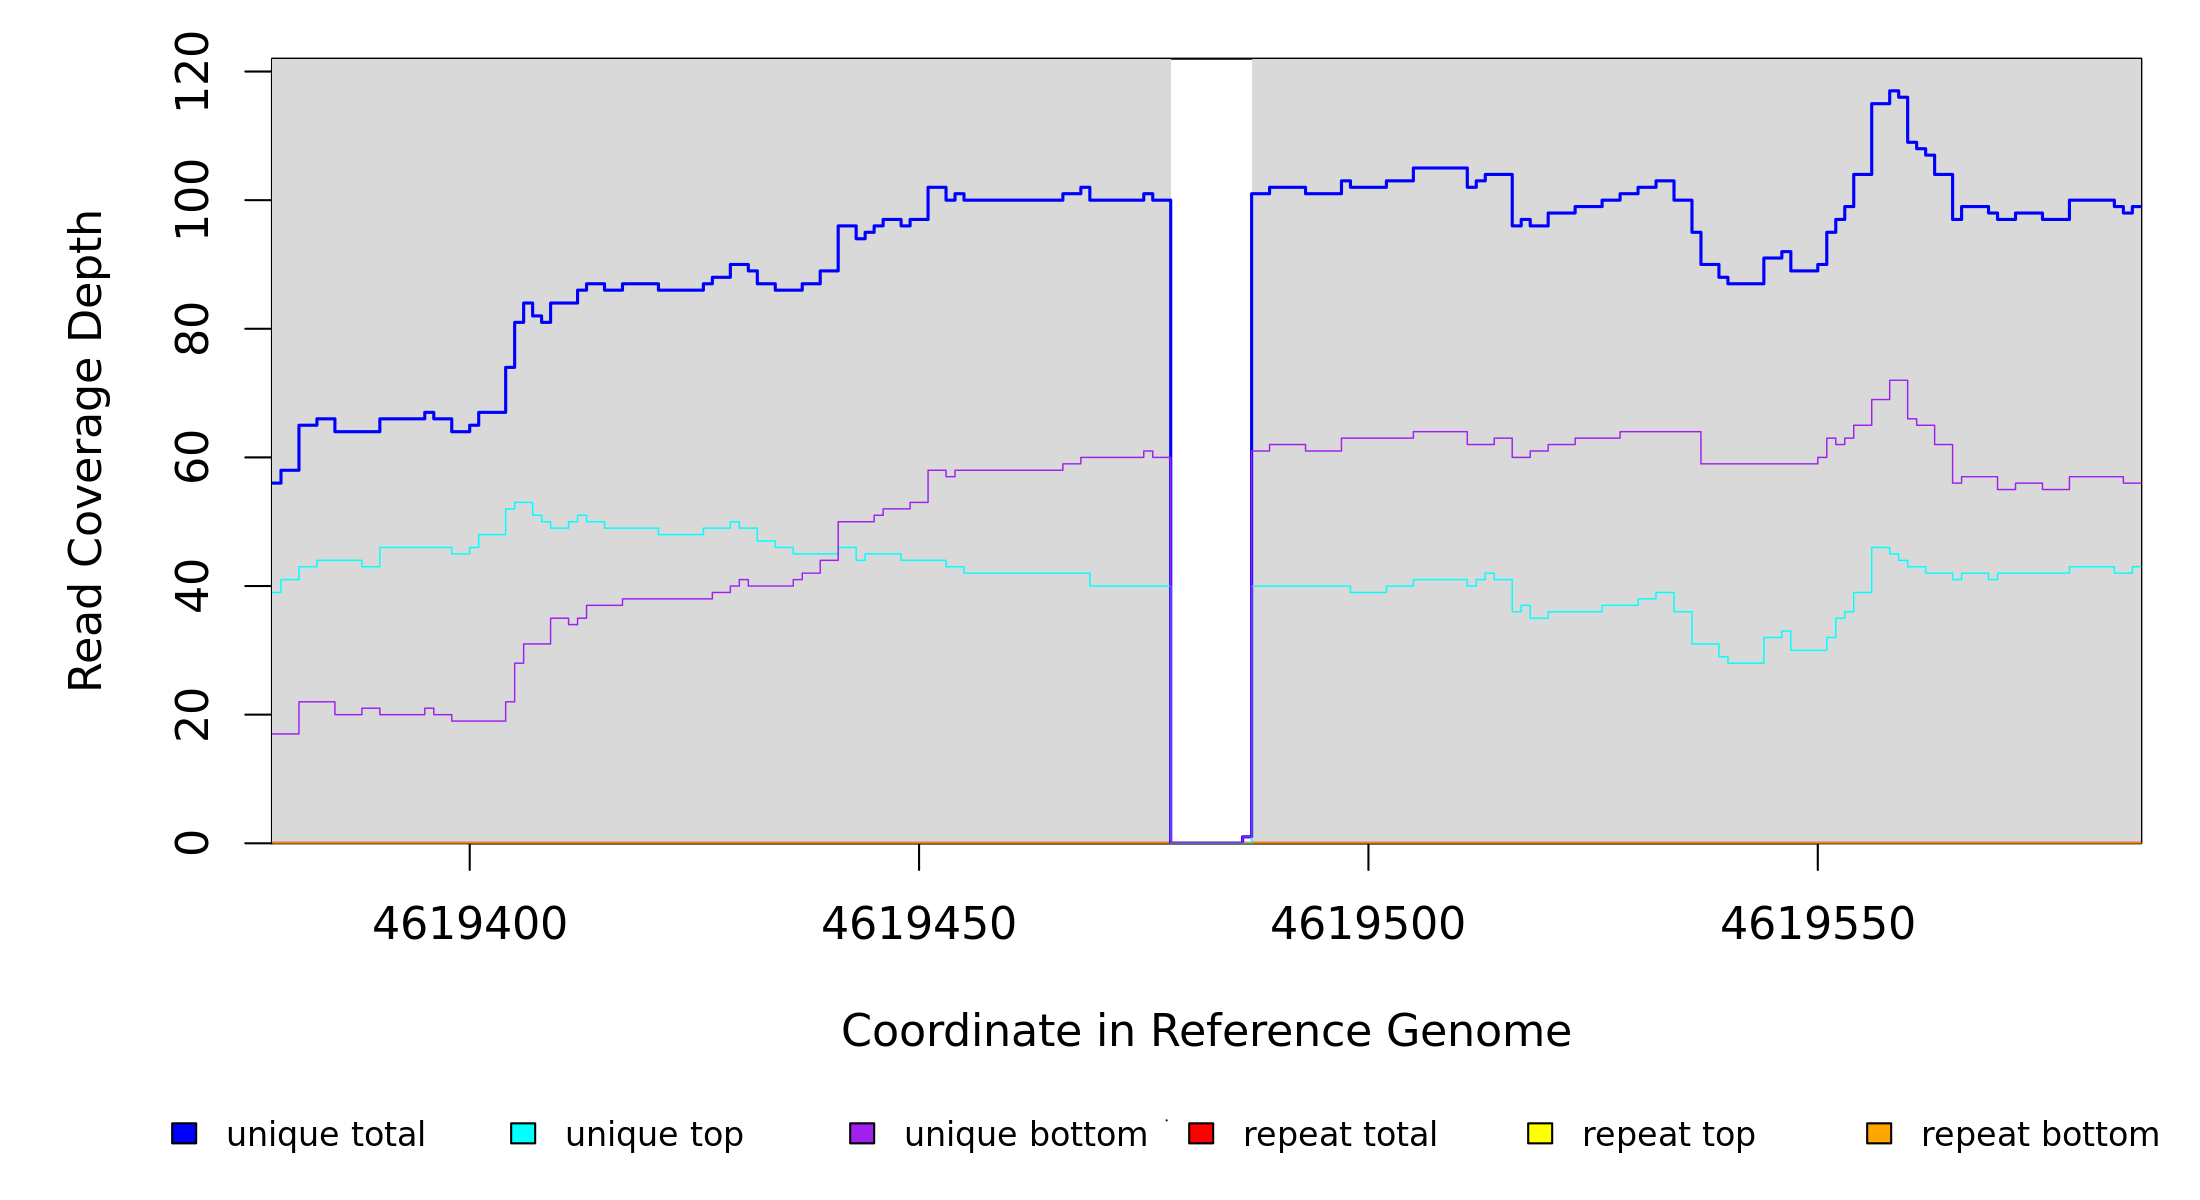 Read Coverage Depth
120
100
80
60
40
20
0
4619400 4619450 4619500 4619550
Coordinate in Reference Genome
unique total unique top unique bottom repeat total repeat top repeat bottom